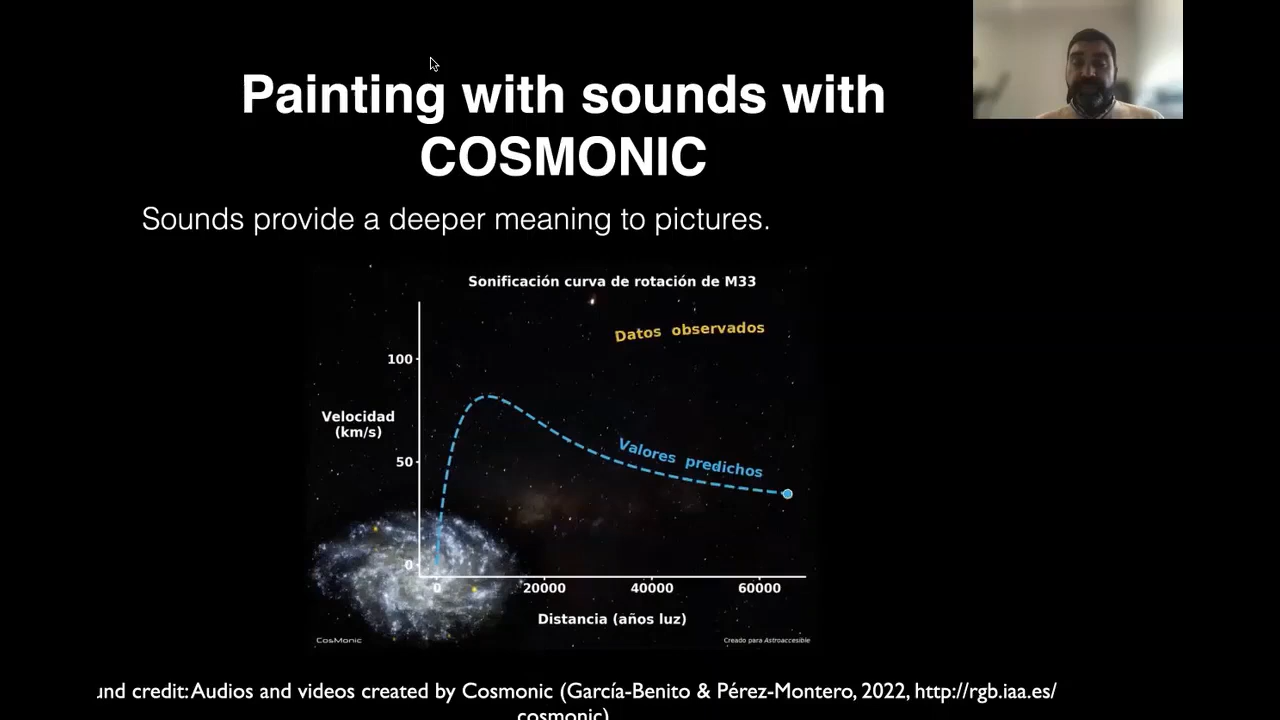 Painting with sounds with
COSMONIC
Sounds provide a deeper meaning to pictures.
Sonificación curva de rotación de M33
Datos observados
100
Velocidad
(km/s)
Valores predichos
50
0
0 20000 40000 60000
Distancia (años luz)
CosMonic
Creado para Astroaccesible
und credit: Audios and videos created by Cosmonic (García-Benito & Pérez-Montero, 2022, http://rgb.iaa.es/
cosmonic)